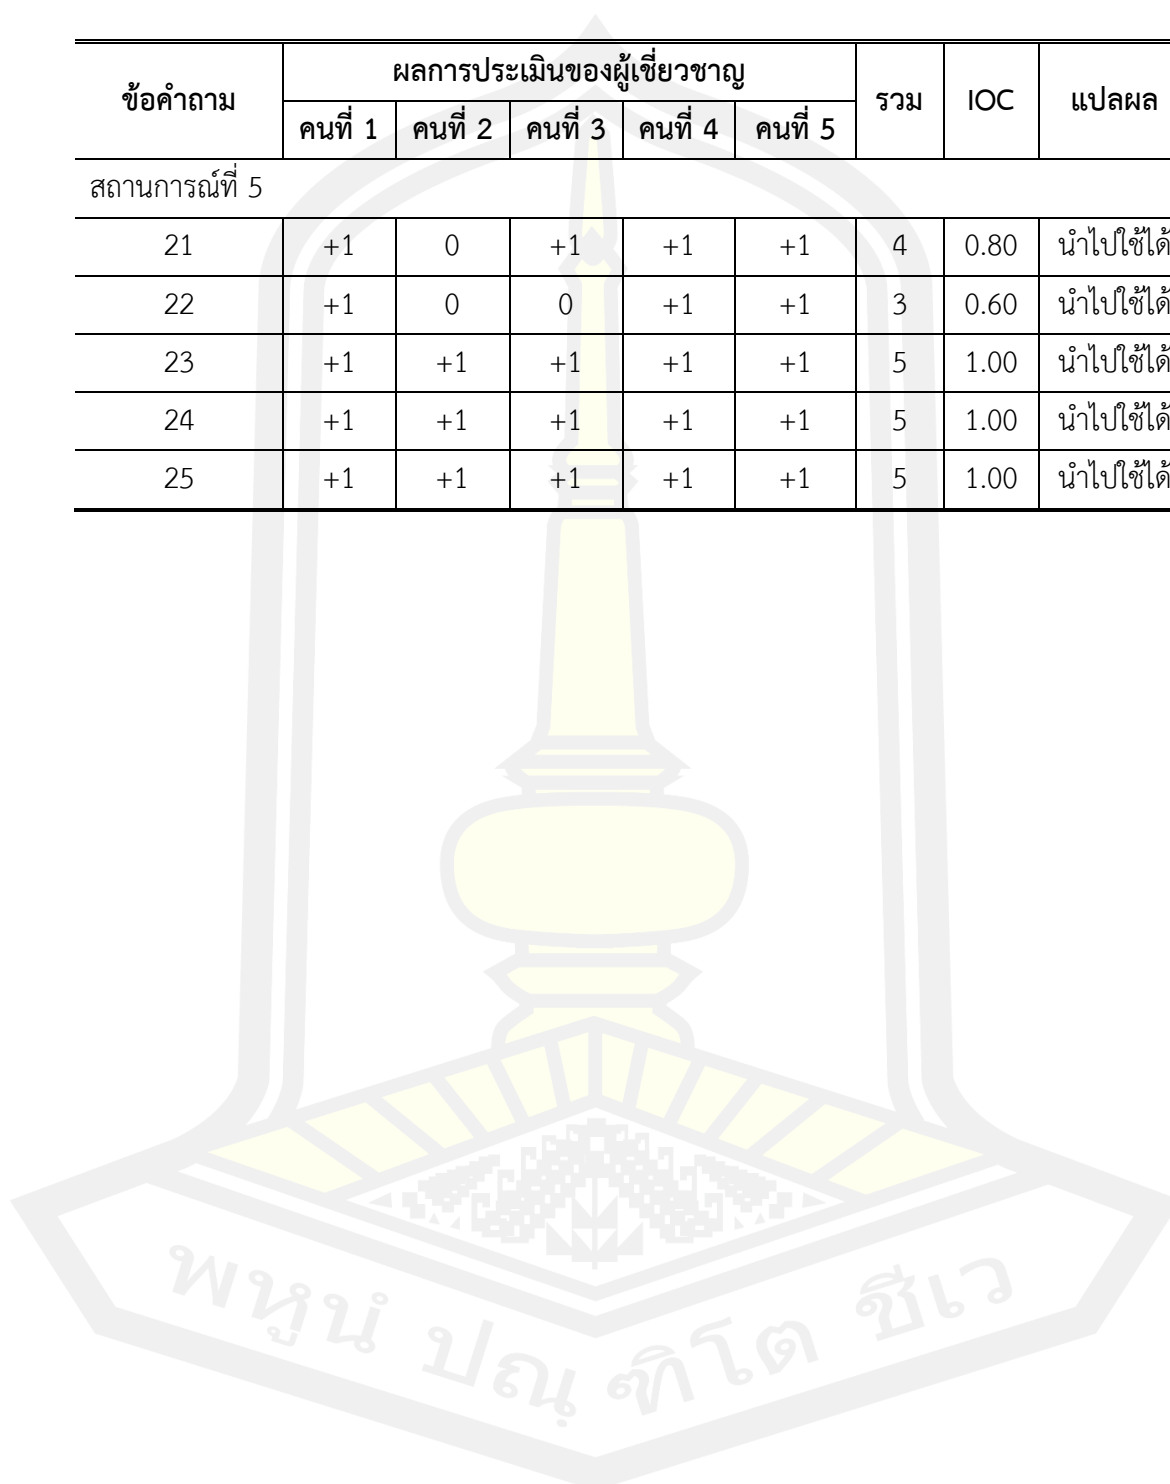 ข้อคำถาม ผลการประเมินของผู้เชี่ยวชาญ รวม IOC แปลผล
คนที่ 1 คนที่ 2 คนที่ 3 คนที่ 4 คนที่ 5
สถานการณ์ที่ 5
21 +1 0 +1 +1 +1 4 0.80 นำไปใช้ได้
22 +1 0 0 +1 +1 3 0.60 นำไปใช้ได้
23 +1 +1 +1 +1 +1 5 1.00 นำไปใช้ได้
24 +1 +1 +1 +1 +1 5 1.00 นำไปใช้ได้
25 +1 +1 +1 +1 +1 5 1.00 นำไปใช้ได้
พหูนํ ปณฺฑิโต ชีเว